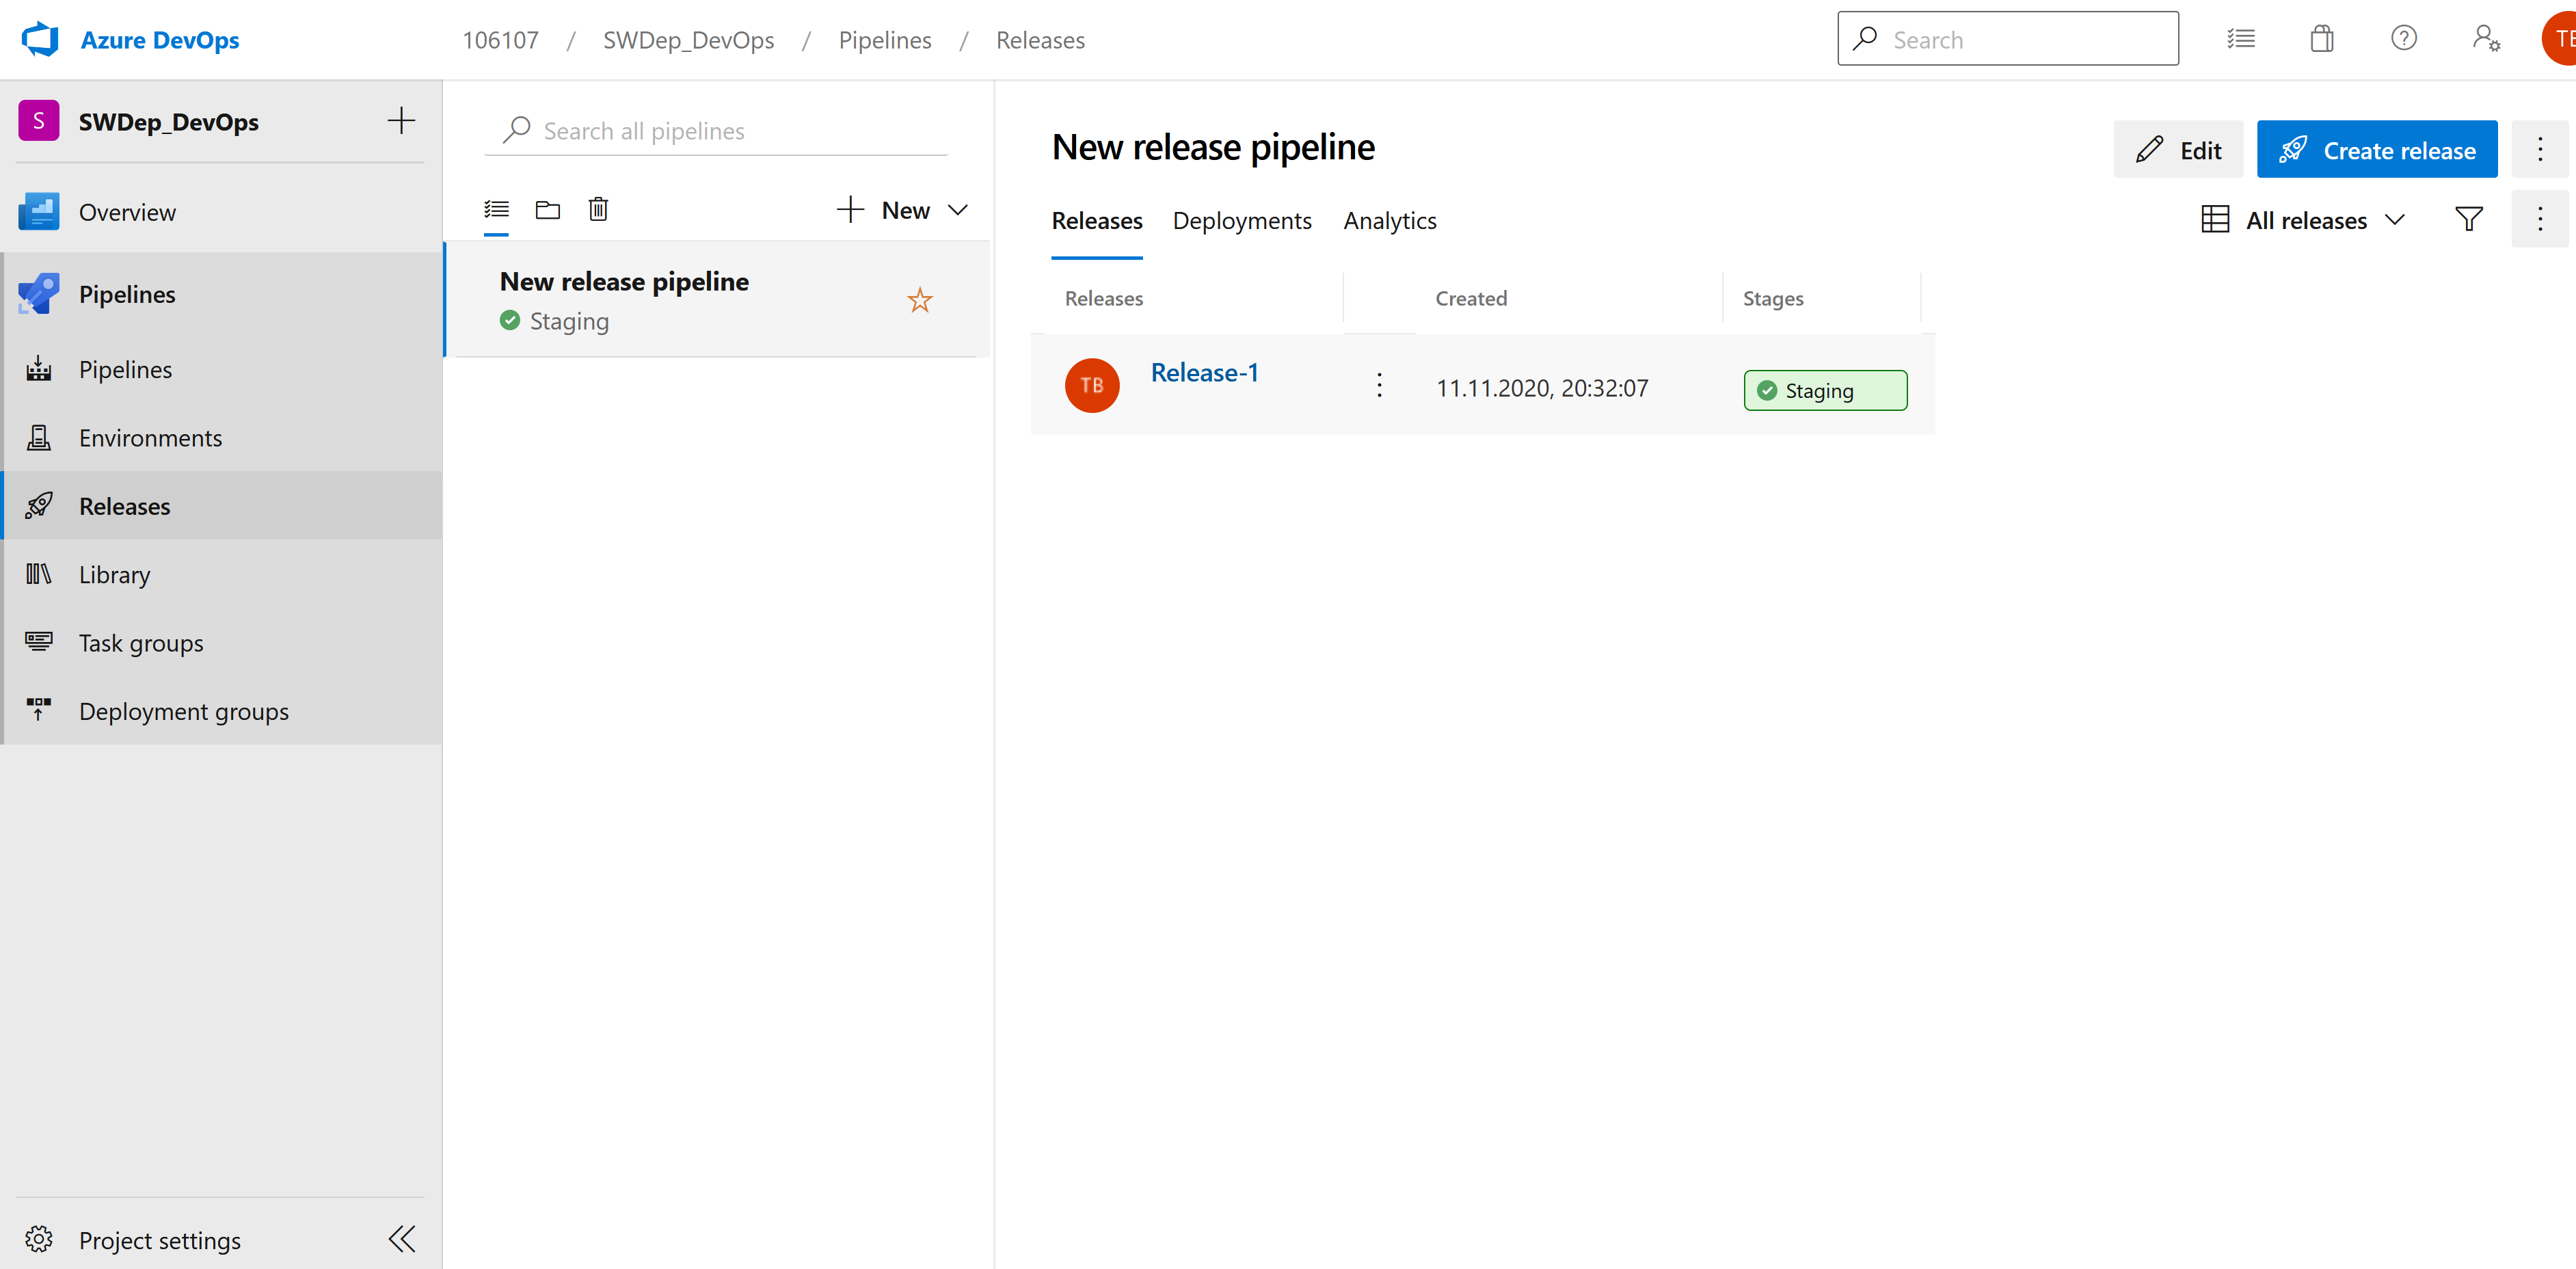 Azure DevOps
106107 / SWDep_DevOps / Pipelines / Releases
Search
TE
S
SWDep_DevOps
Overview
Pipelines
Pipelines
Environments
Releases
Library
Task groups
Deployment groups
Project settings
Search all pipelines
New
New release pipeline
Staging
New release pipeline
Edit
Create release
Releases Deployments Analytics
All releases
Releases Created Stages
TB Release-1 11.11.2020, 20:32:07 Staging